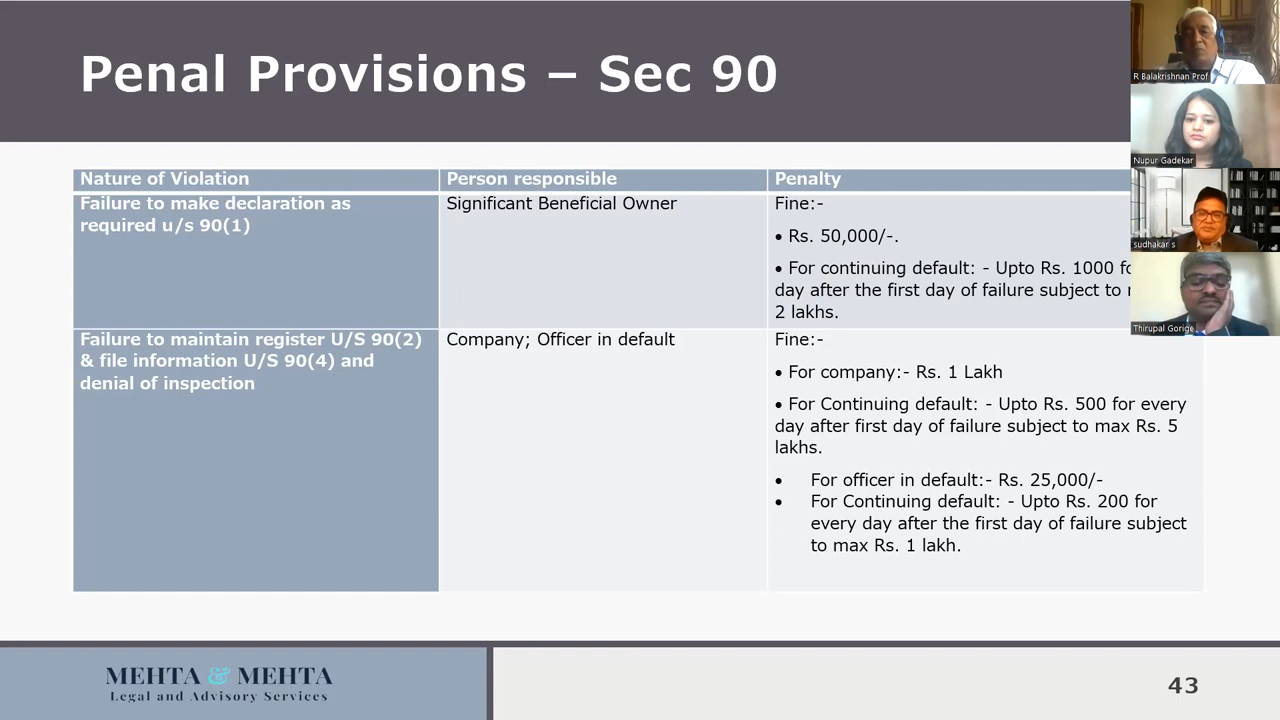 Penal Provisions – Sec 90
R Balakrishnan Prof
Nupur Gadekar
sudhakar s
Thirupal Gorige
Nature of Violation
Person responsible
Penalty
Failure to make declaration as
required u/s 90(1)
Significant Beneficial Owner
Fine:-
• Rs. 50,000/-.
• For continuing default: - Upto Rs. 1000
day after the first day of failure subject to
2 lakhs.
Failure to maintain register U/S 90(2)
& file information U/S 90(4) and
denial of inspection
Company; Officer in default
Fine:-
• For company:- Rs. 1 Lakh
• For Continuing default: - Upto Rs. 500 for every
day after first day of failure subject to max Rs. 5
lakhs.
• For officer in default:- Rs. 25,000/-
• For Continuing default: - Upto Rs. 200 for
every day after the first day of failure subject
to max Rs. 1 lakh.
MEHTA & MEHTA
Legal and Advisory Services
43